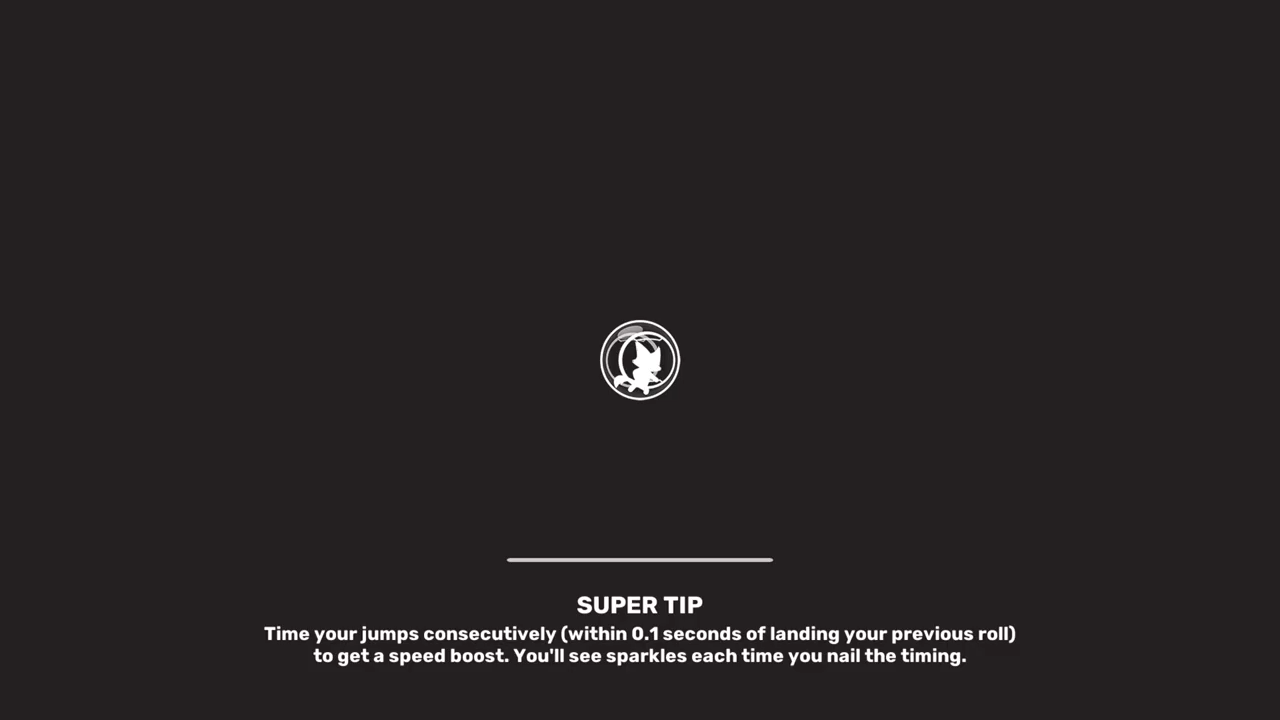 SUPER TIP
Time your jumps consecutively (within 0.1 seconds of landing your previous roll)
to get a speed boost. You'll see sparkles each time you nail the timing.